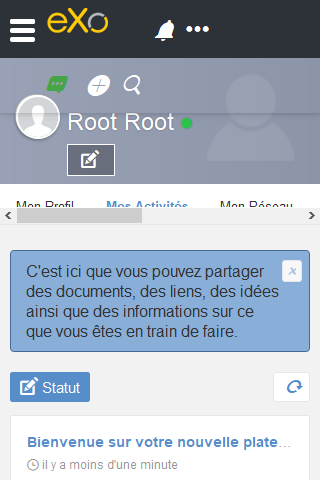 eXo
Root Root
Mon Profil Mes Activités Mon Réseau
C'est ici que vous pouvez partager
des documents, des liens, des idées
ainsi que des informations sur ce
que vous êtes en train de faire.
x
Statut
Bienvenue sur votre nouvelle plate...
il y a moins d'une minute